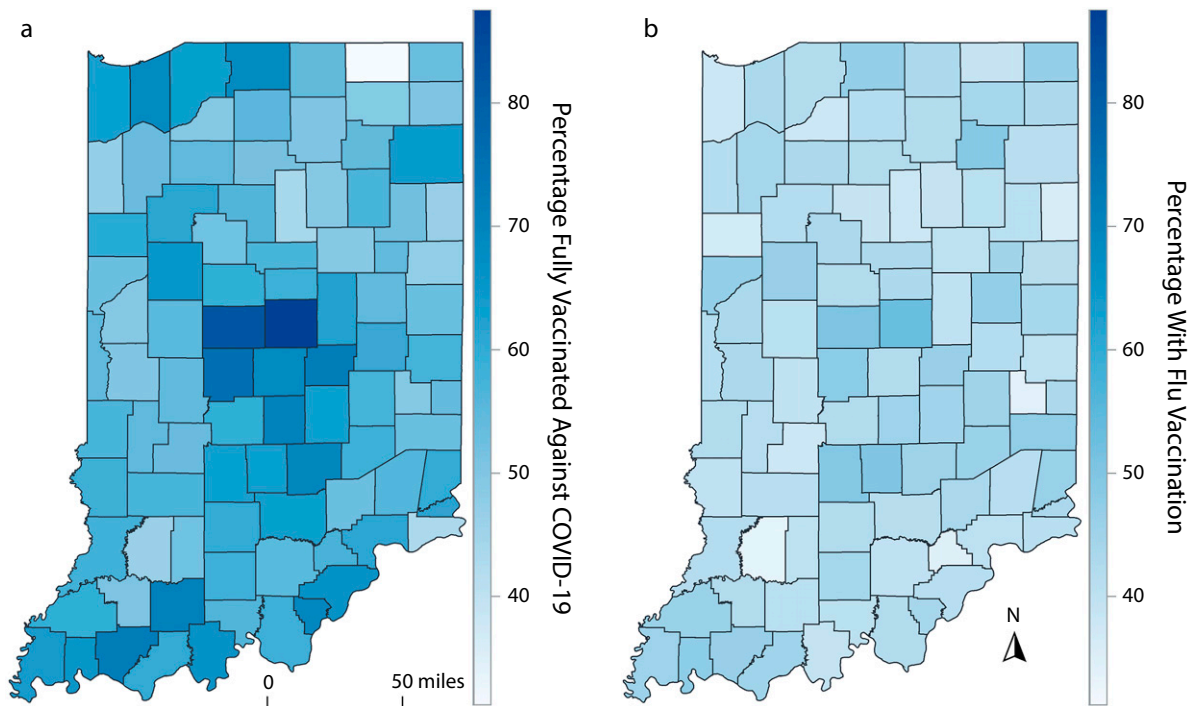 a
80
70
60
50
40
Percentage Fully Vaccinated Against COVID-19
0 50 miles
b
80
70
60
50
40
Percentage With Flu Vaccination
N